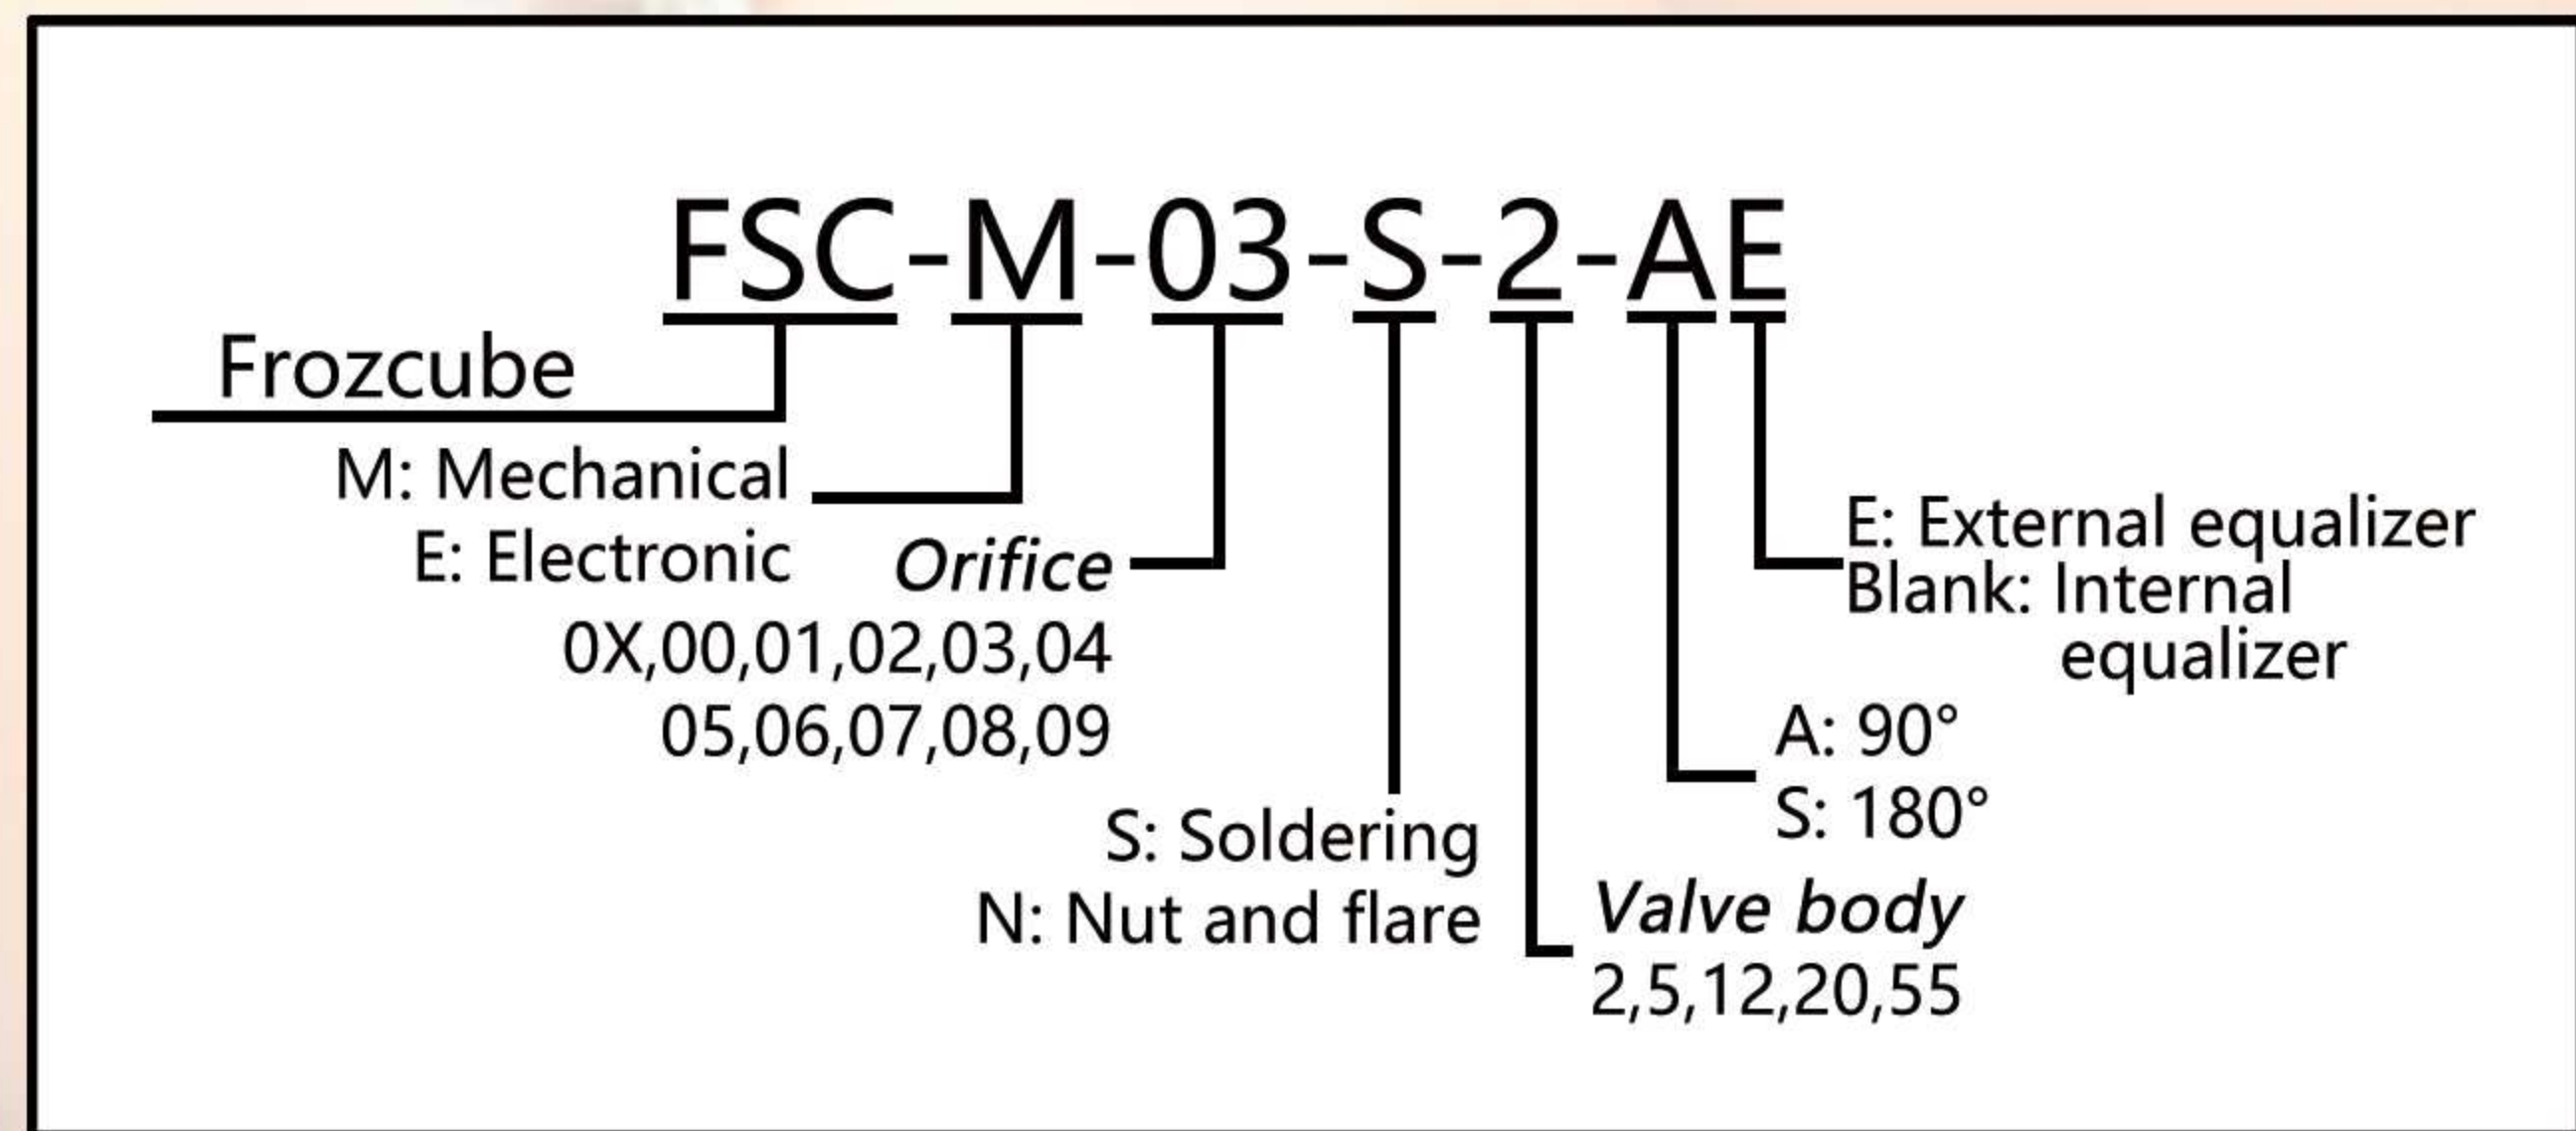 FSC-M-03-S-2-AE
Frozcube
M: Mechanical
E: Electronic
Orifice
0X,00,01,02,03,04
05,06,07,08,09
S: Soldering
N: Nut and flare
Valve body
2,5,12,20,55
A: 90°
S: 180°
E: External equalizer
Blank: Internal
equalizer